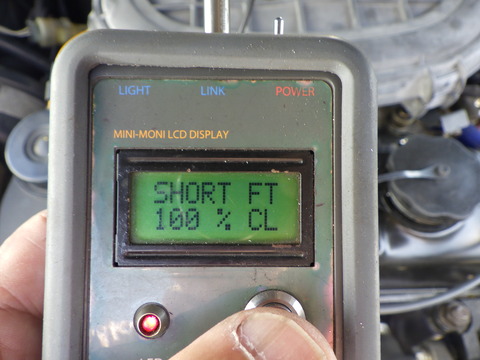 LIGHT LINK POWER
MINI-MONI LCD DISPLAY
SHORT FT
100 % CL